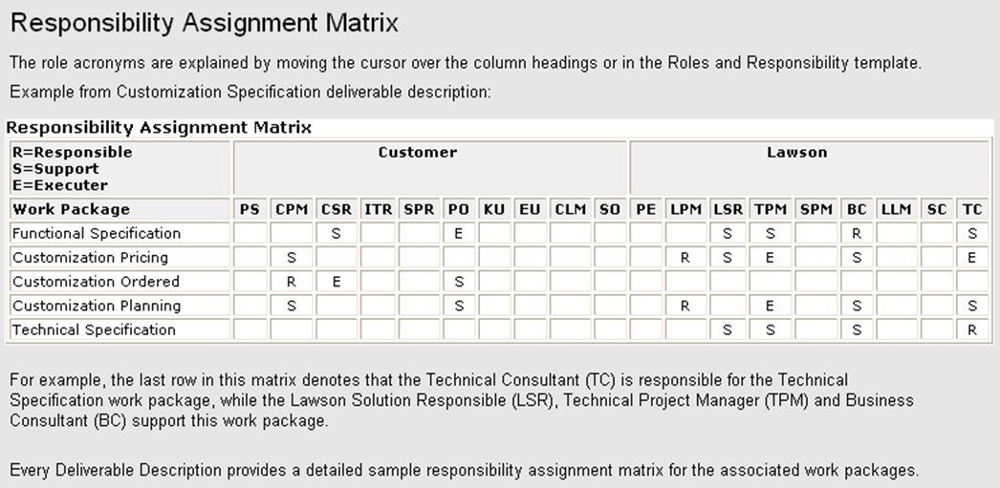 Responsibility Assignment Matrix
The role acronyms are explained by moving the cursor over the column headings or in the Roles and Responsibility template.
Example from Customization Specification deliverable description:
Responsibility Assignment Matrix
R=Responsible
S=Support
E=Executer
Customer Lawson
Work Package PS CPM CSR ITR SPR PO KU EU CLM SO PE LPM LSR TPM SPM BC LLM SC TC
Functional Specification S E S S R S
Customization Pricing S R S E S E
Customization Ordered R E S
Customization Planning S S R E S S
Technical Specification S S S R
For example, the last row in this matrix denotes that the Technical Consultant (TC) is responsible for the Technical
Specification work package, while the Lawson Solution Responsible (LSR), Technical Project Manager (TPM) and Business
Consultant (BC) support this work package.
Every Deliverable Description provides a detailed sample responsibility assignment matrix for the associated work packages.